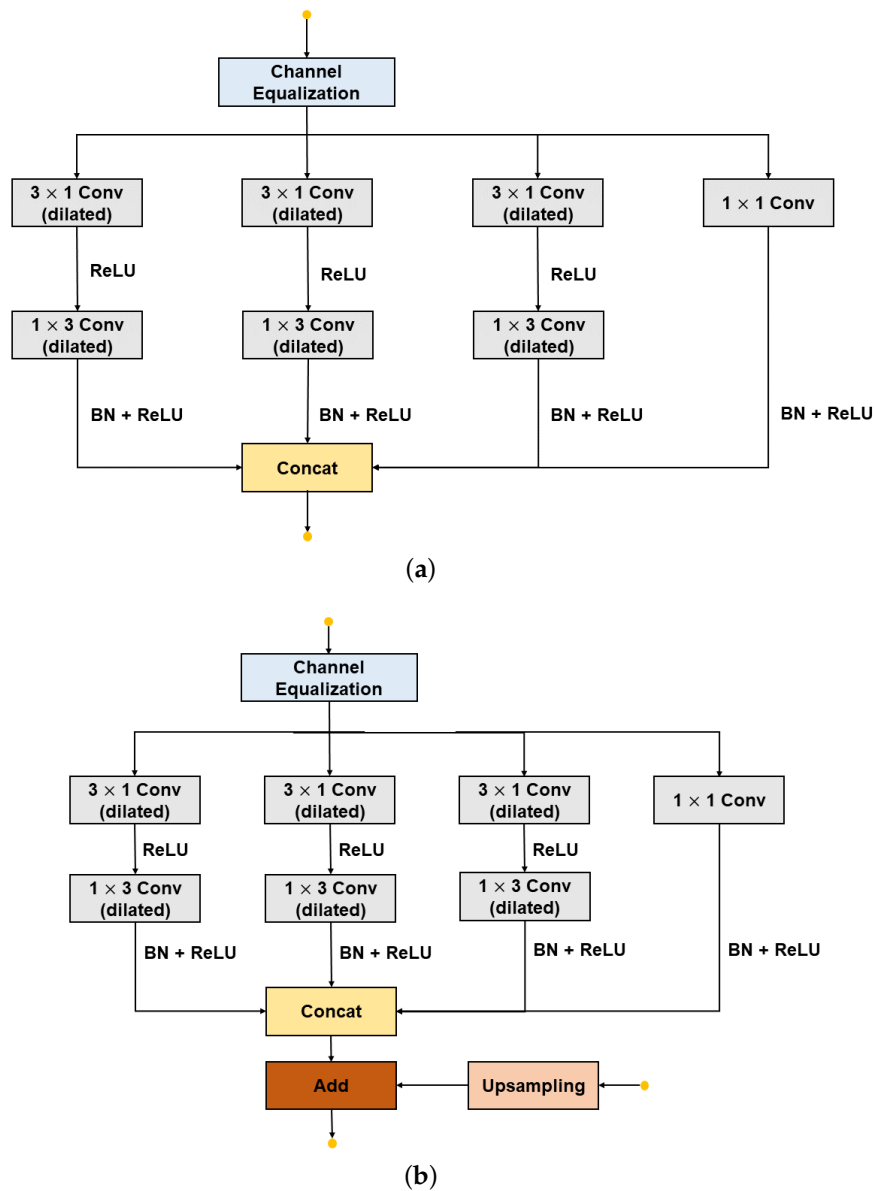 Channel
Equalization
3 × 1 Conv
(dilated)
3 × 1 Conv
(dilated)
3 × 1 Conv
(dilated)
1 × 1 Conv
ReLU
ReLU
ReLU
1 × 3 Conv
(dilated)
1 × 3 Conv
(dilated)
1 × 3 Conv
(dilated)
BN + ReLU
BN + ReLU
BN + ReLU
BN + ReLU
Concat
(a)
Channel
Equalization
3 × 1 Conv
(dilated)
3 × 1 Conv
(dilated)
3 × 1 Conv
(dilated)
1 × 1 Conv
ReLU
ReLU
ReLU
1 × 3 Conv
(dilated)
1 × 3 Conv
(dilated)
1 × 3 Conv
(dilated)
BN + ReLU
BN + ReLU
BN + ReLU
BN + ReLU
Concat
Add
Upsampling
(b)